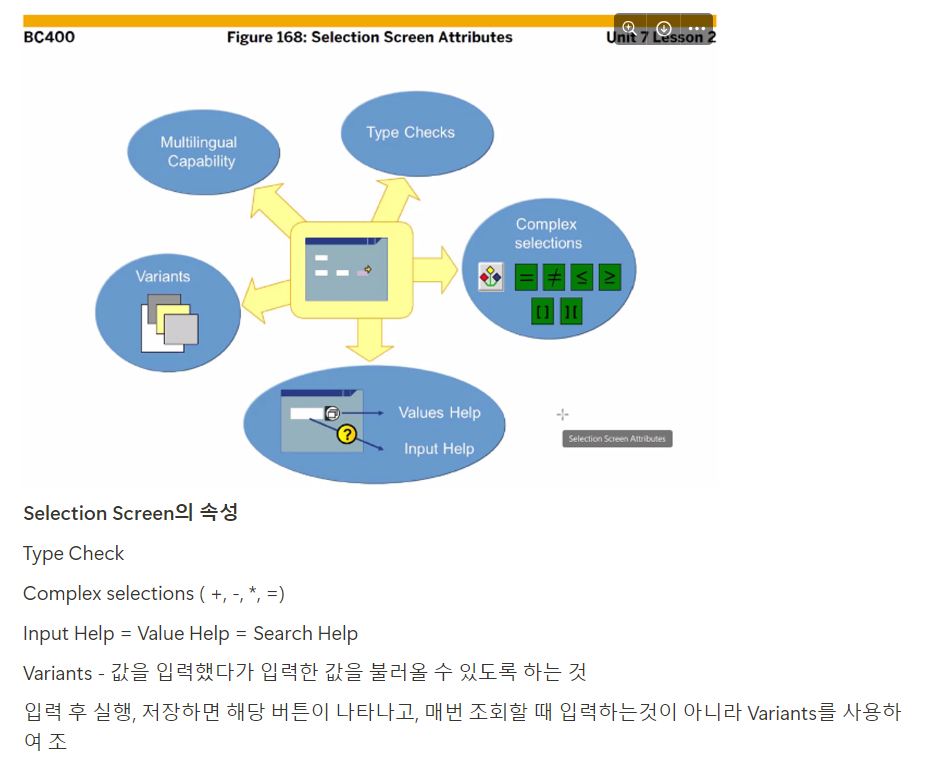 BC400
Figure 168: Selection Screen Attributes
Unit 7 Lesson 2
Multilingual
Capability
Type Checks
Complex
selections
= ≠ ≤ ≥
[ ] ] [
Variants
Values Help
?
Input Help
Selection Screen Attributes
Selection Screen의 속성
Type Check
Complex selections ( +, -, *, =)
Input Help = Value Help = Search Help
Variants - 값을 입력했다가 입력한 값을 불러올 수 있도록 하는 것
입력 후 실행, 저장하면 해당 버튼이 나타나고, 매번 조회할 때 입력하는것이 아니라 Variants를 사용하
여 조